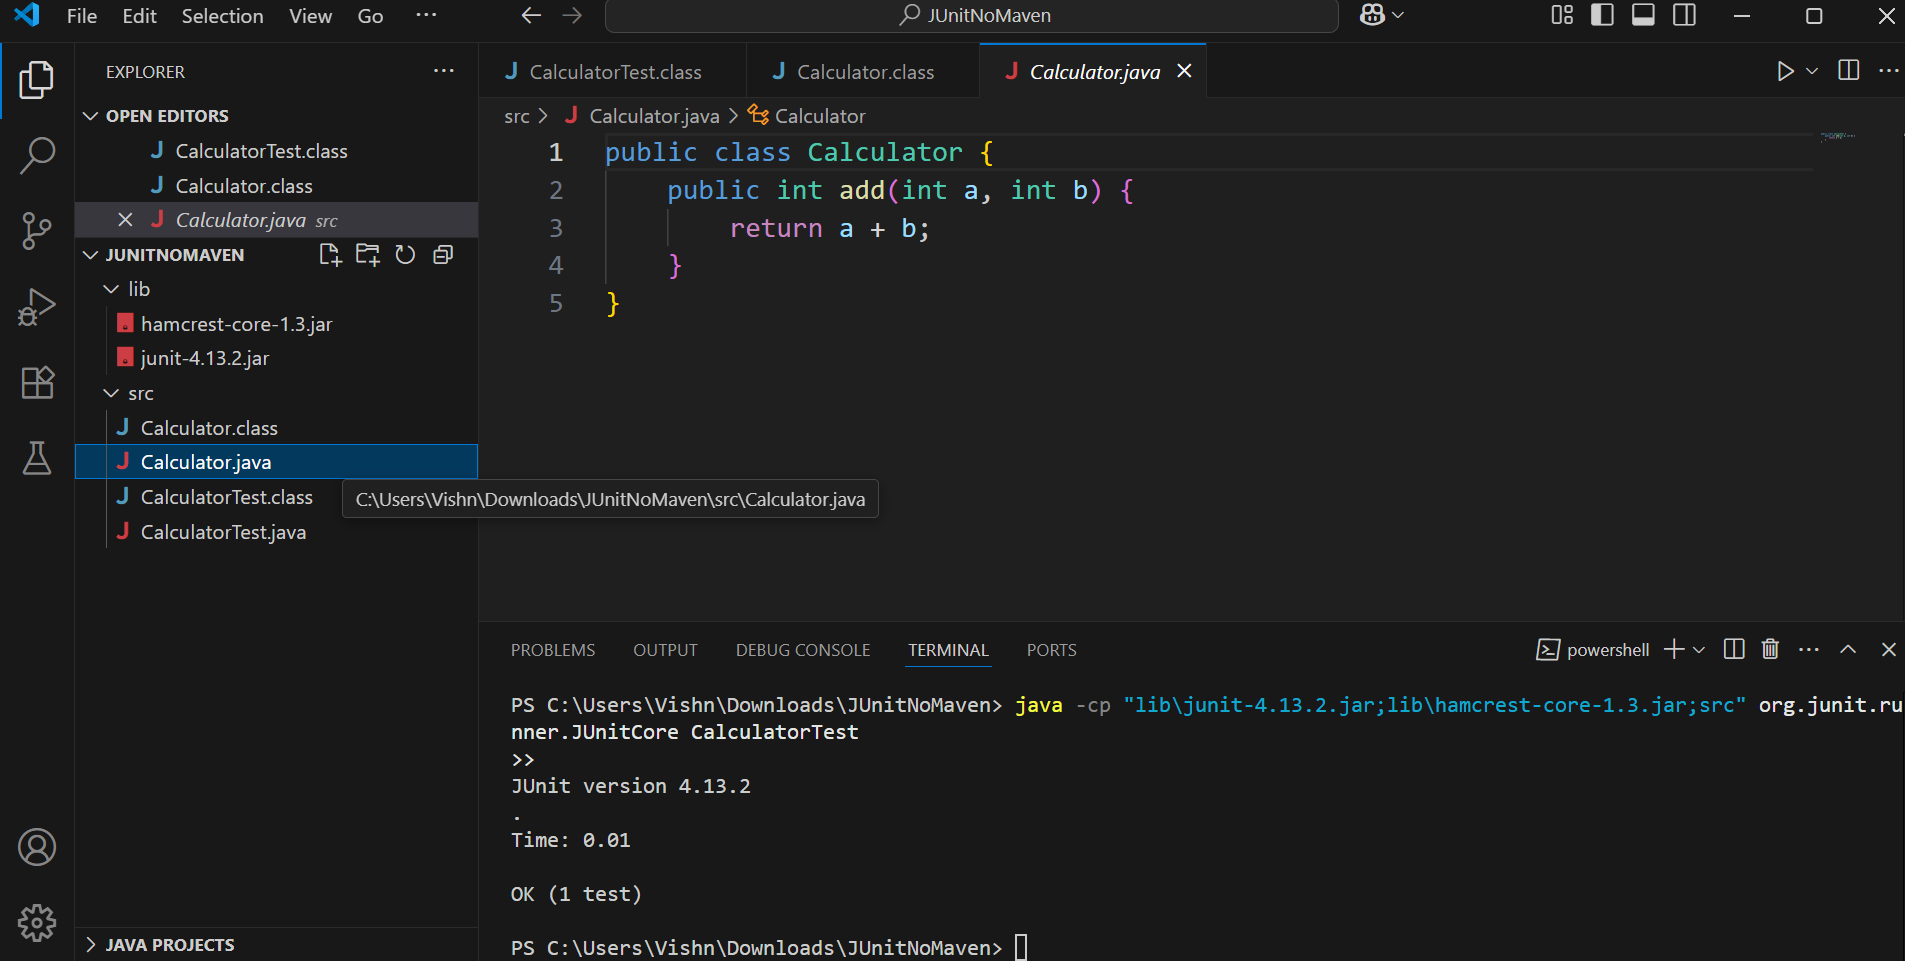 File Edit Selection View Go ···
JUnitNoMaven
EXPLORER ···
OPEN EDITORS
J CalculatorTest.class
J Calculator.class
J Calculator.java src
JUNITNOMAVEN
lib
hamcrest-core-1.3.jar
junit-4.13.2.jar
src
J Calculator.class
J Calculator.java
J CalculatorTest.class
J CalculatorTest.java
C:\Users\Vishn\Downloads\JUnitNoMaven\src\Calculator.java
JAVA PROJECTS
J CalculatorTest.class
J Calculator.class
J Calculator.java
src > J Calculator.java > Calculator
1 public class Calculator {
2     public int add(int a, int b) {
3         return a + b;
4     }
5 }
PROBLEMS OUTPUT DEBUG CONSOLE TERMINAL PORTS
powershell
PS C:\Users\Vishn\Downloads\JUnitNoMaven> java -cp "lib\junit-4.13.2.jar;lib\hamcrest-core-1.3.jar;src" org.junit.ru
nner.JUnitCore CalculatorTest
>>
JUnit version 4.13.2
.
Time: 0.01
OK (1 test)
PS C:\Users\Vishn\Downloads\JUnitNoMaven>